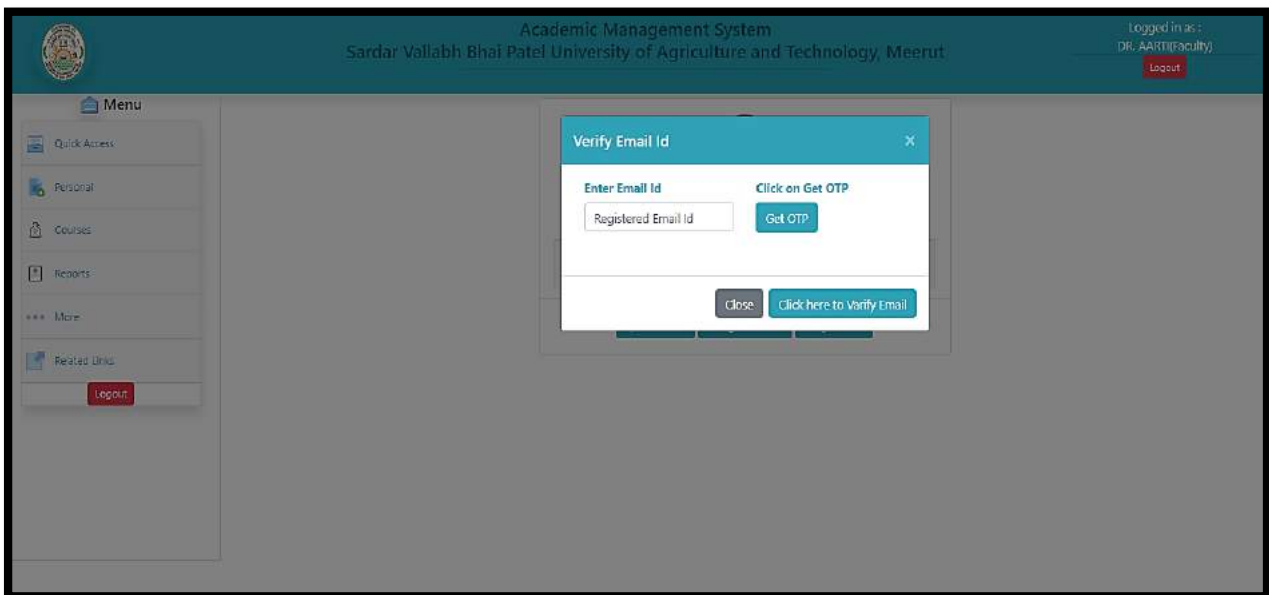 Academic Management System
Sardar Vallabh Bhai Patel University of Agriculture and Technology, Meerut
Logged in as :
DR. AARTI(Faculty)
Logout
Menu
Quick Access
Personal
Courses
Reports
More
Related Links
Logout
Verify Email Id
×
Enter Email Id
Click on Get OTP
Registered Email Id
Get OTP
Close
Click here to Varify Email